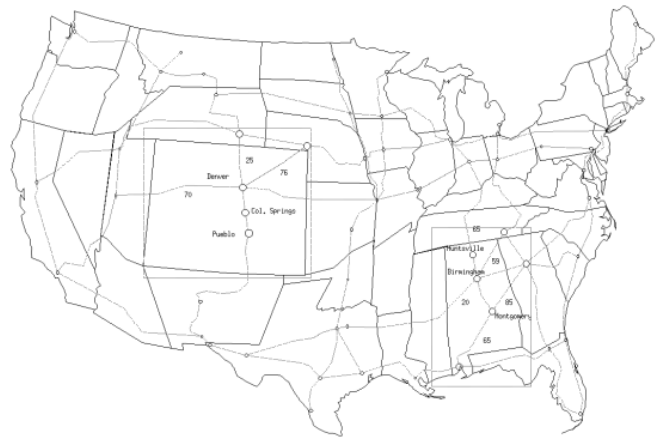 25
76
Denver
70
Col. Springs
Pueblo
65
Huntsville
59
Birmingham
20
85
Montgomery
65